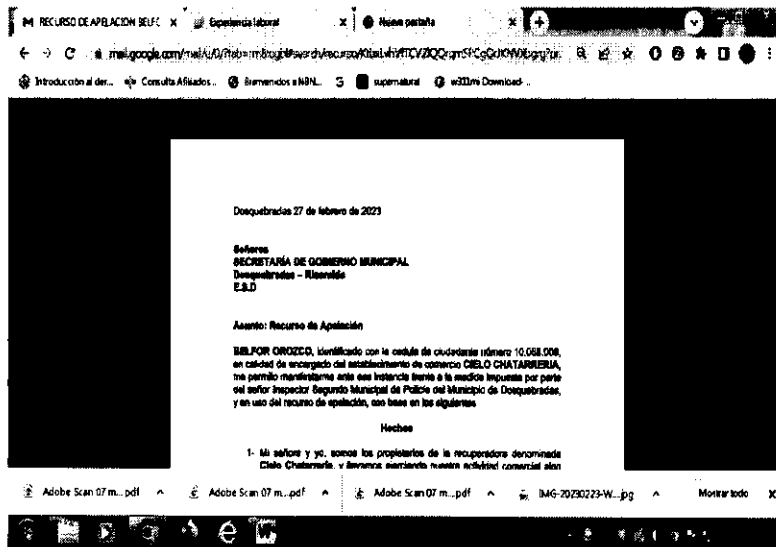 RECURSO DE APELACIÓN BELFO
Experiencia laboral
Nueva pestaña
Introducción al der...
Consulta Afiliados...
Bienvenidos a NBN...
supernatural
w311mi Download-...
Dosquebradas 27 de febrero de 2023
Señores
SECRETARÍA DE GOBIERNO MUNICIPAL
Dosquebradas – Risaralda
E.S.D
Asunto: Recurso de Apelación
BELFOR OROZCO, identificado con la cedula de ciudadanía número
en calidad de encargado del establecimiento de comercio CIELO CHATARRERIA,
me permito manifestarme ante esa instancia frente a la medida impuesta por parte
del señor Inspector Segundo Municipal de Policía del Municipio de Dosquebradas,
y en uso del recurso de apelación, con base en los siguientes
Hechos
1- Mi señora y yo, somos los propietarios de la recuperadora denominada
Cielo Chatarrería, y llevamos ejerciendo nuestra actividad comercial
Adobe Scan 07 m...pdf
Adobe Scan 07 m...pdf
Adobe Scan 07 m...pdf
IMG-20230223-W...jpg
Mostrar todo